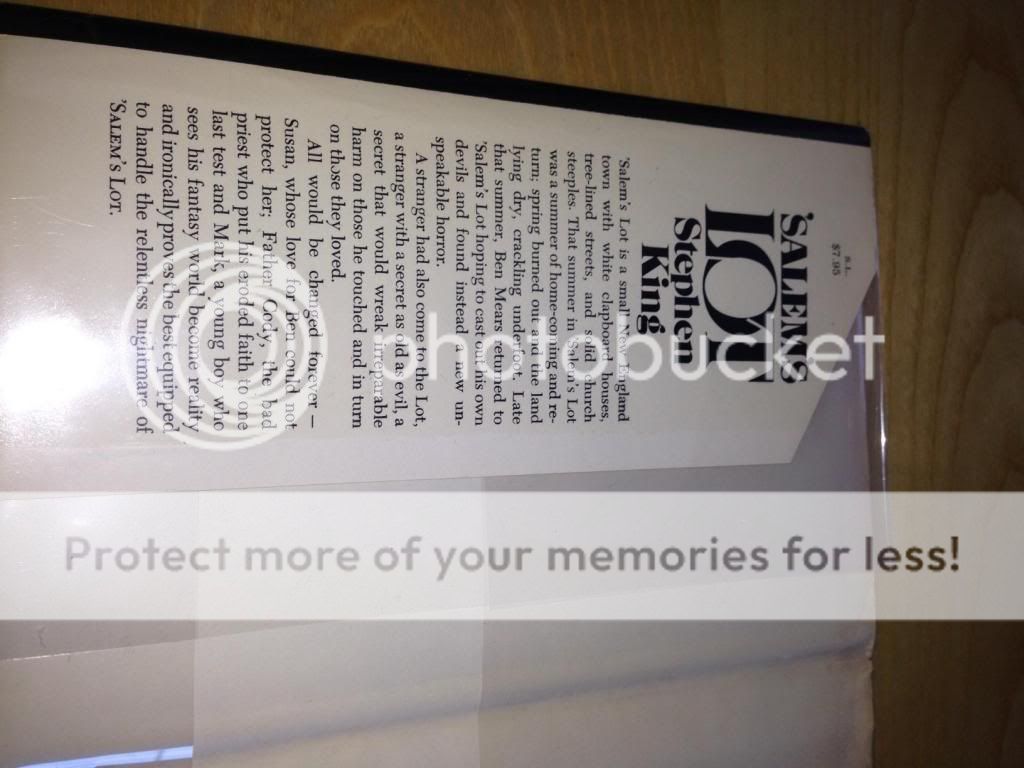 S.L.
$7.95
'SALEM'S
LOT
Stephen
King
'Salem's Lot is a small New England
town with white clapboard houses,
tree-lined streets, and solid church
steeples. That summer in 'Salem's Lot
was a summer of home-coming and re-
turn; spring burned out and the land
lying dry, crackling underfoot. Late
that summer, Ben Mears returned to
'Salem's Lot hoping to cast out his own
devils and found instead a new un-
speakable horror.
A stranger had also come to the Lot,
a stranger with a secret as old as evil, a
secret that would wreak irreparable
harm on those he touched and in turn
on those they loved.
All would be changed forever —
Susan, whose love for Ben could not
protect her; Father Cody, the bad
priest who put his eroded faith to one
last test and Mark, a young boy who
sees his fantasy world become reality
and ironically proves the best equipped
to handle the relentless nightmare of
'SALEM'S LOT.
photobucket
Protect more of your memories for less!